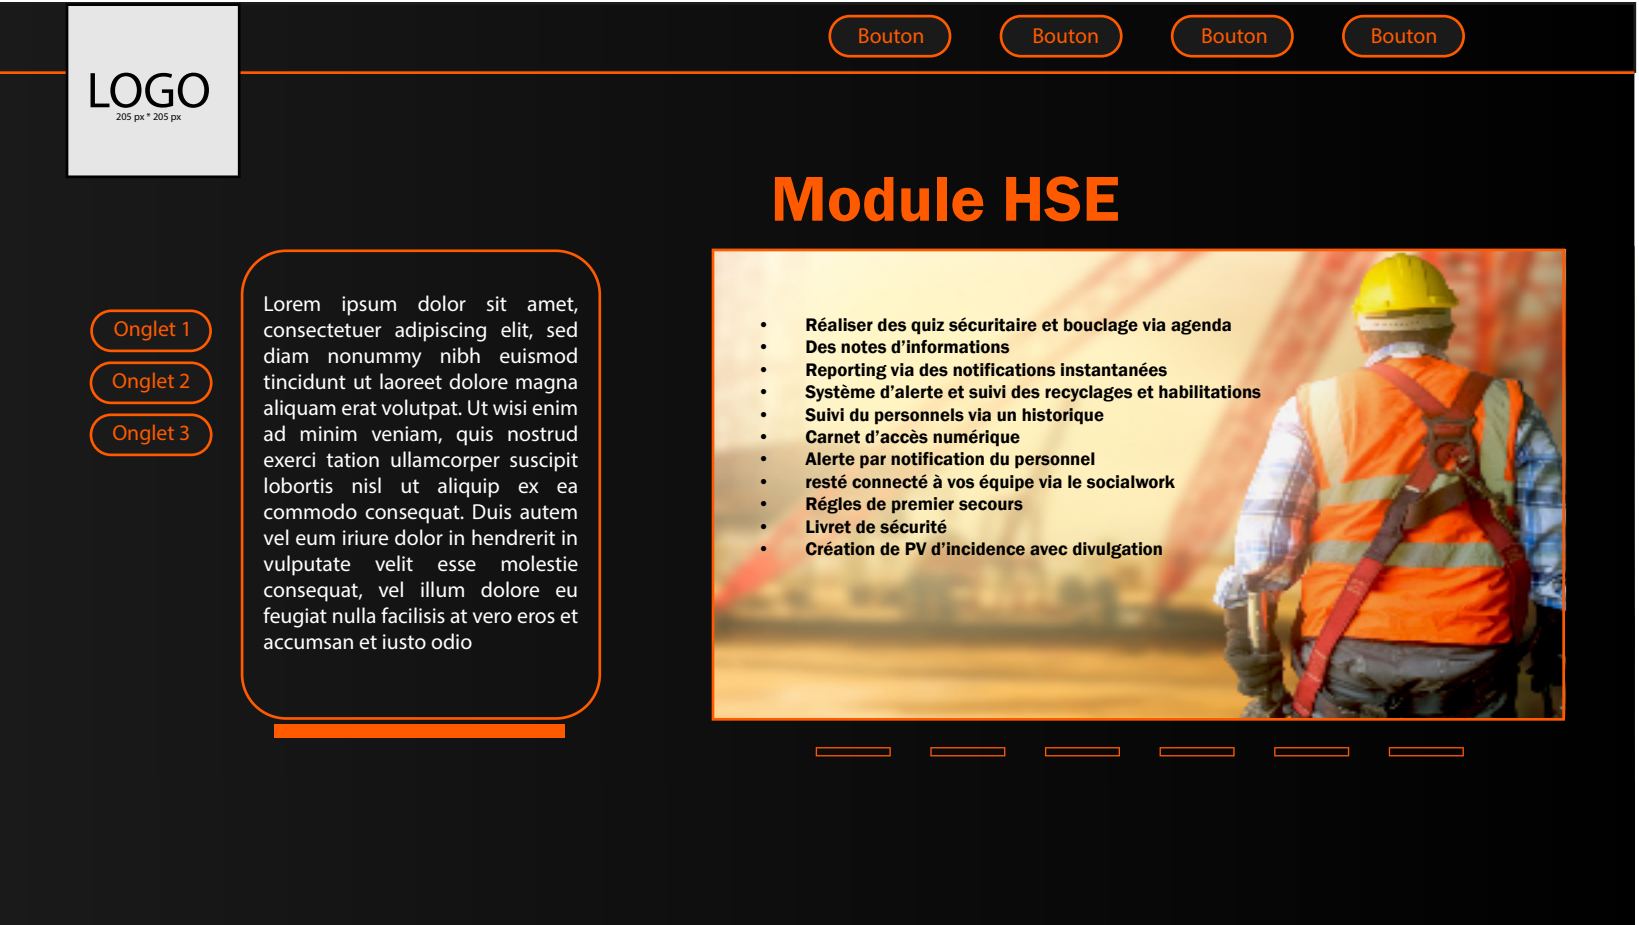 Bouton
Bouton
Bouton
Bouton
LOGO
205 px * 205 px
Module HSE
Onglet 1
Onglet 2
Onglet 3
Lorem ipsum dolor sit amet,
consectetuer adipiscing elit, sed
diam nonummy nibh euismod
tincidunt ut laoreet dolore magna
aliquam erat volutpat. Ut wisi enim
ad minim veniam, quis nostrud
exerci tation ullamcorper suscipit
lobortis nisl ut aliquip ex ea
commodo consequat. Duis autem
vel eum iriure dolor in hendrerit in
vulputate velit esse molestie
consequat, vel illum dolore eu
feugiat nulla facilisis at vero eros et
accumsan et iusto odio
• Réaliser des quiz sécuritaire et bouclage via agenda
• Des notes d’informations
• Reporting via des notifications instantanées
• Système d’alerte et suivi des recyclages et habilitations
• Suivi du personnels via un historique
• Carnet d’accès numérique
• Alerte par notification du personnel
• resté connecté à vos équipe via le socialwork
• Régles de premier secours
• Livret de sécurité
• Création de PV d’incidence avec divulgation